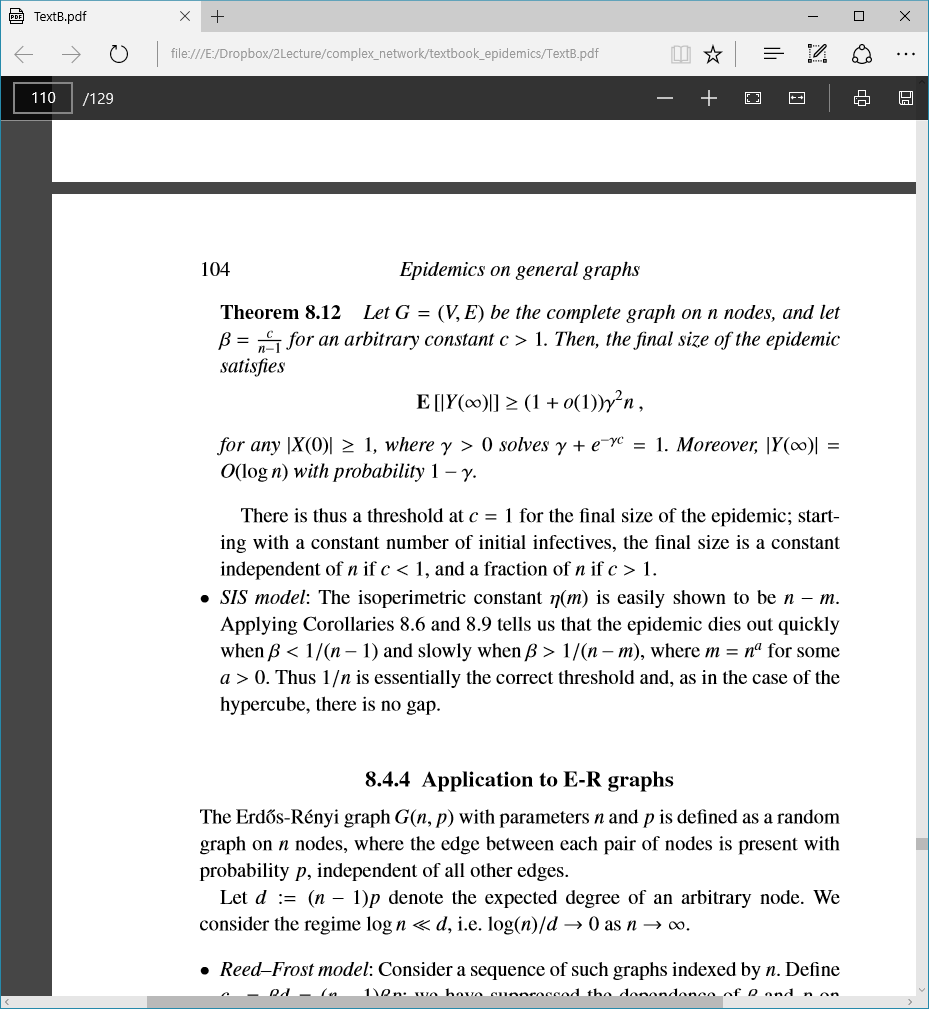 TextB.pdf
file:///E:/Dropbox/2Lecture/complex_network/textbook_epidemics/TextB.pdf
110 /129
104 Epidemics on general graphs
Theorem 8.12 Let G = (V, E) be the complete graph on n nodes, and let
β = c/(n−1) for an arbitrary constant c > 1. Then, the final size of the epidemic
satisfies
E [|Y(∞)|] ≥ (1 + o(1))γ²n ,
for any |X(0)| ≥ 1, where γ > 0 solves γ + e^{−γc} = 1. Moreover, |Y(∞)| =
O(log n) with probability 1 − γ.
There is thus a threshold at c = 1 for the final size of the epidemic; start-
ing with a constant number of initial infectives, the final size is a constant
independent of n if c < 1, and a fraction of n if c > 1.
• SIS model: The isoperimetric constant η(m) is easily shown to be n − m.
Applying Corollaries 8.6 and 8.9 tells us that the epidemic dies out quickly
when β < 1/(n − 1) and slowly when β > 1/(n − m), where m = nᵃ for some
a > 0. Thus 1/n is essentially the correct threshold and, as in the case of the
hypercube, there is no gap.
8.4.4 Application to E-R graphs
The Erdős-Rényi graph G(n, p) with parameters n and p is defined as a random
graph on n nodes, where the edge between each pair of nodes is present with
probability p, independent of all other edges.
Let d := (n − 1)p denote the expected degree of an arbitrary node. We
consider the regime log n ≪ d, i.e. log(n)/d → 0 as n → ∞.
• Reed–Frost model: Consider a sequence of such graphs indexed by n. Define
we have suppressed the dependence of β and p on